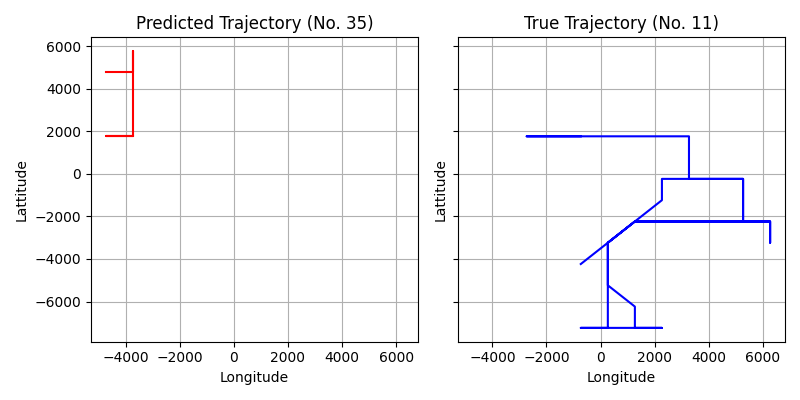 Predicted Trajectory (No. 35)
True Trajectory (No. 11)
6000
4000
2000
0
−2000
−4000
−6000
Lattitude
Lattitude
−4000 −2000 0 2000 4000 6000
−4000 −2000 0 2000 4000 6000
Longitude
Longitude